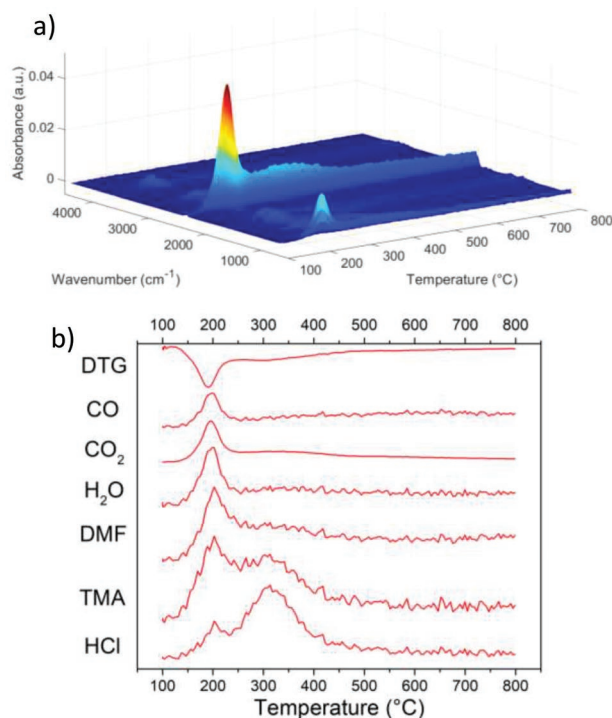 a)
Absorbance (a.u.)
0.04
0.02
0
4000
3000
2000
1000
Wavenumber (cm⁻¹)
100
200
300
400
500
600
700
800
Temperature (°C)
b)
100 200 300 400 500 600 700 800
DTG
CO
CO₂
H₂O
DMF
TMA
HCl
100 200 300 400 500 600 700 800
Temperature (°C)